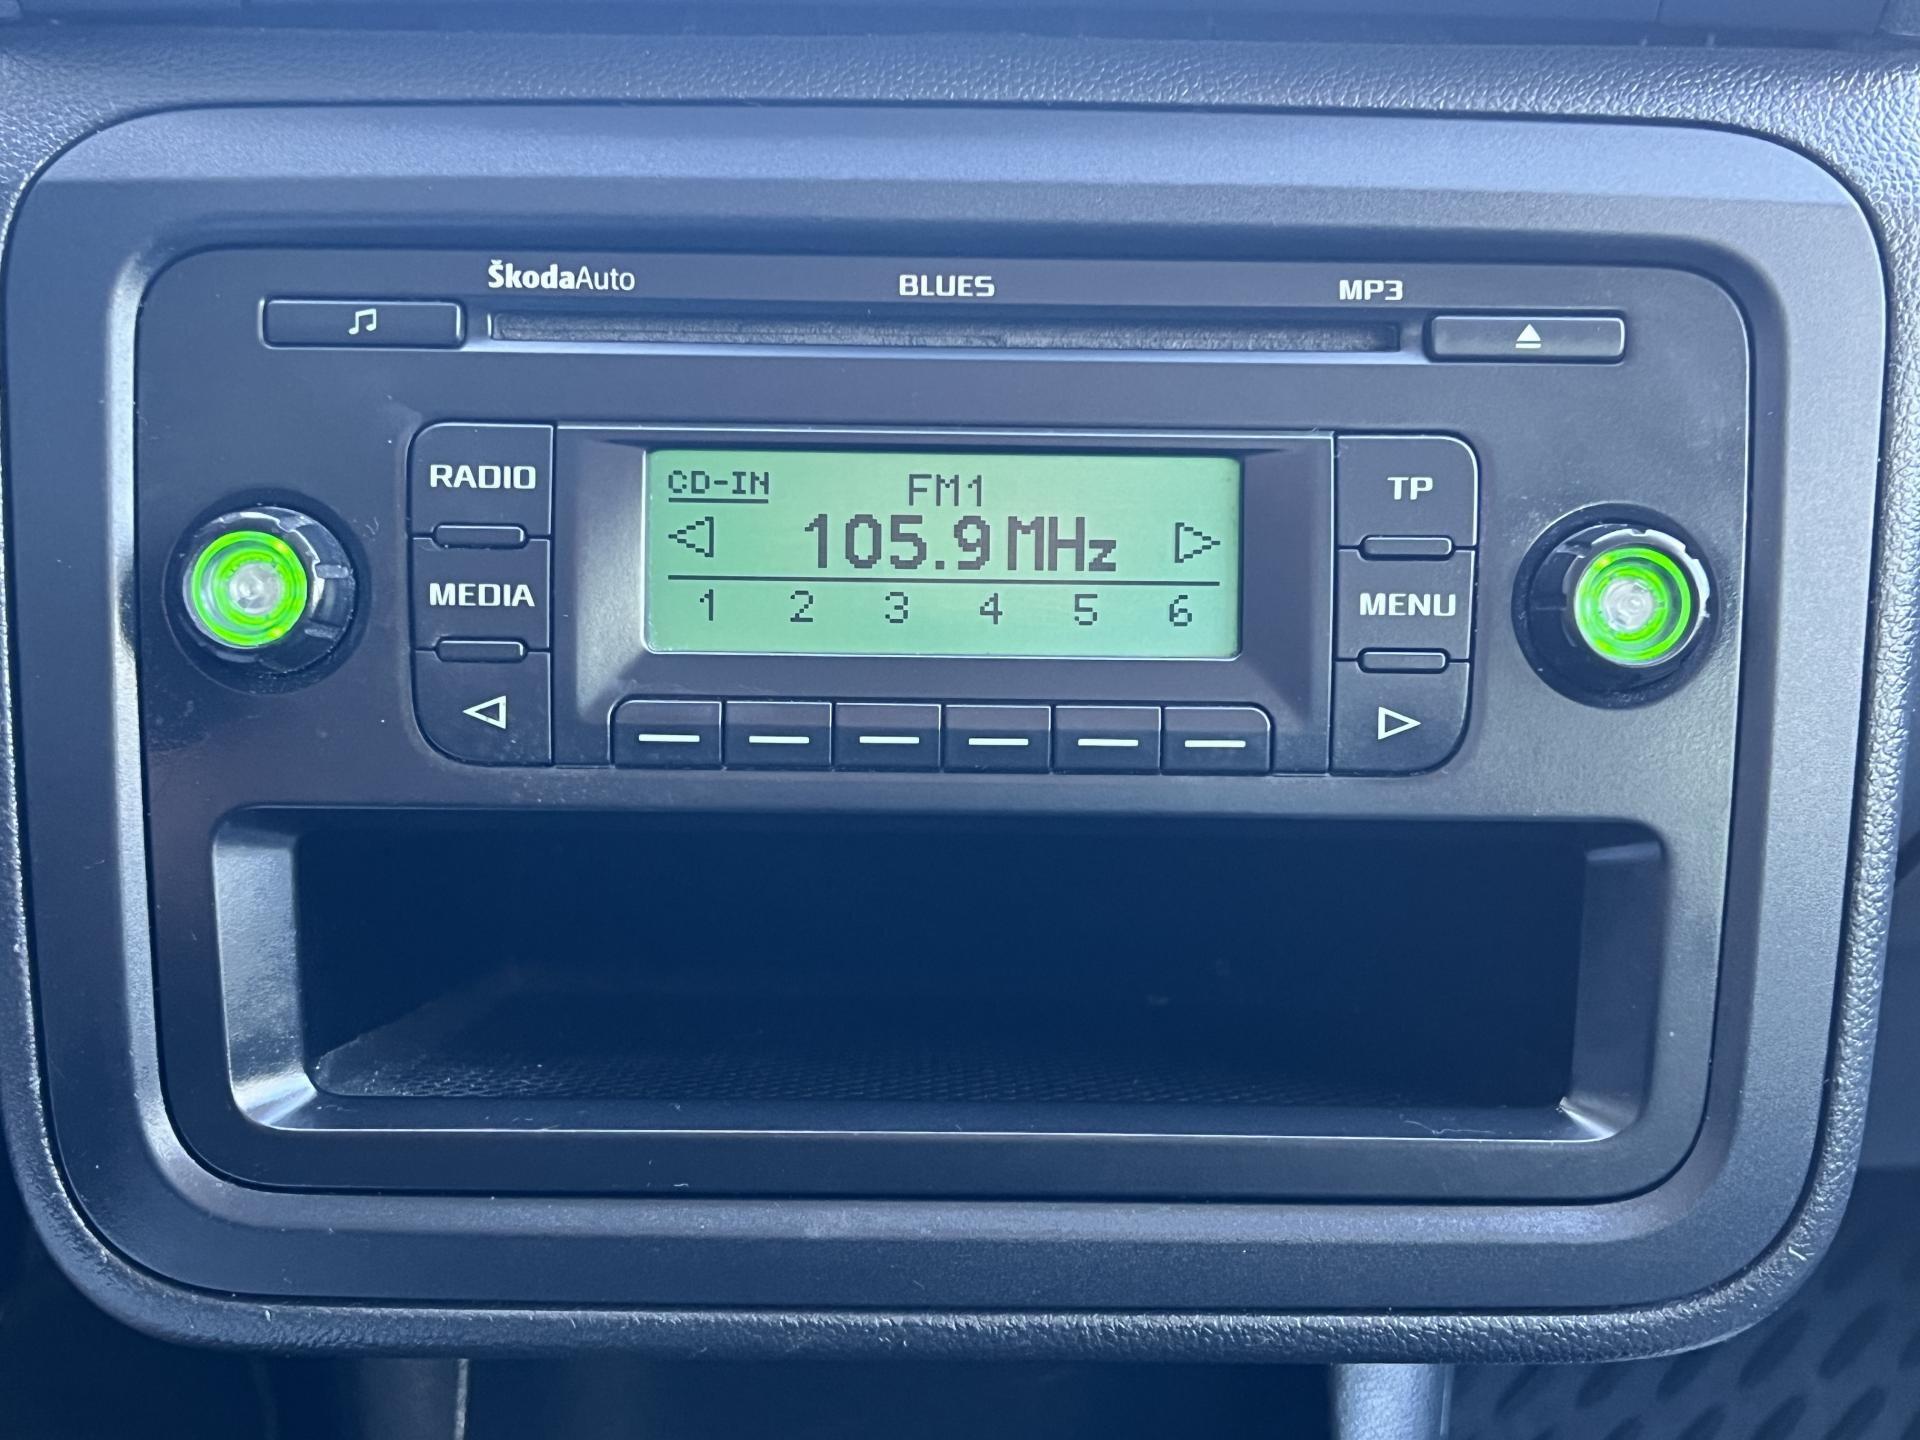 ŠkodaAuto BLUES MP3
RADIO
MEDIA
CD-IN FM1
105.9 MHz
1 2 3 4 5 6
TP
MENU